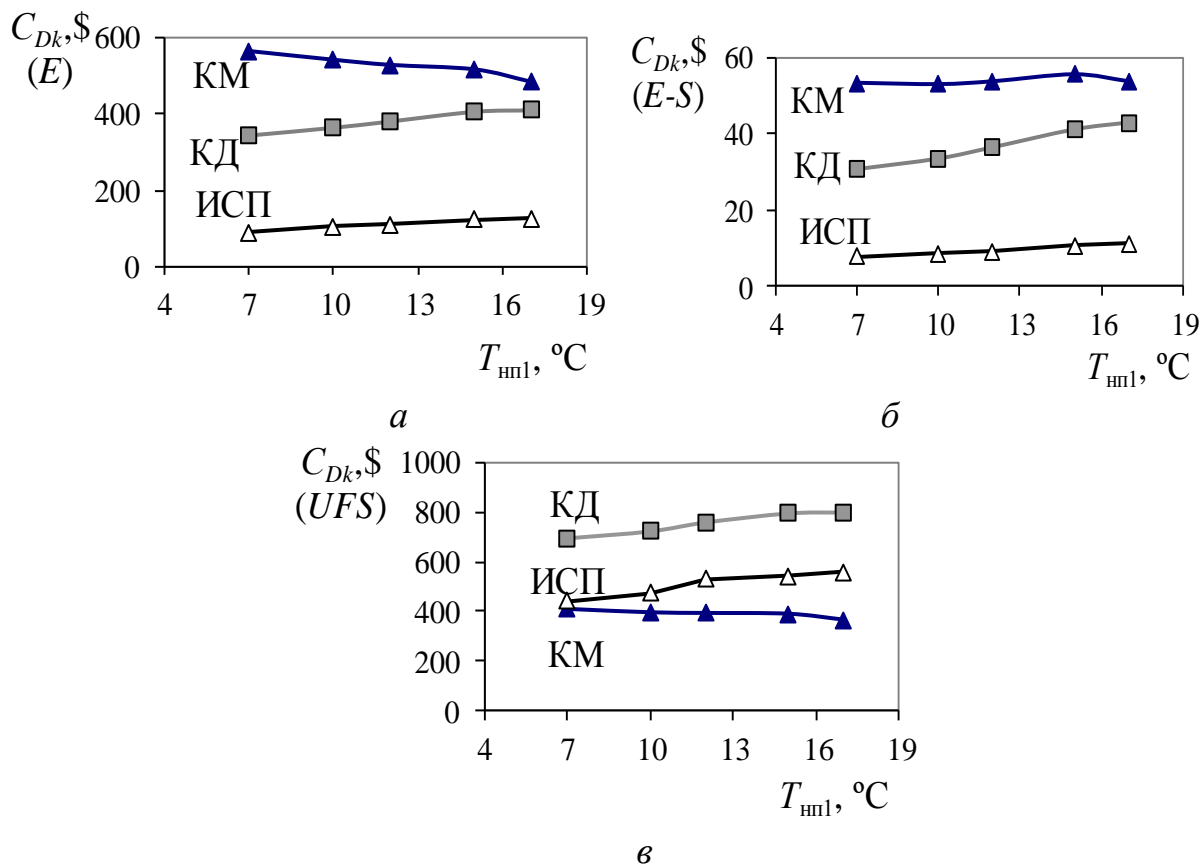 C_Dk,$
(E)
600
400
200
0
КМ
КД
ИСП
4 7 10 13 16 19
T_нп1, ºC
а
C_Dk,$
(E-S)
60
40
20
0
КМ
КД
ИСП
4 7 10 13 16 19
T_нп1, ºC
б
C_Dk,$
(UFS)
1000
800
600
400
200
0
КД
ИСП
КМ
4 7 10 13 16 19
T_нп1, ºC
в